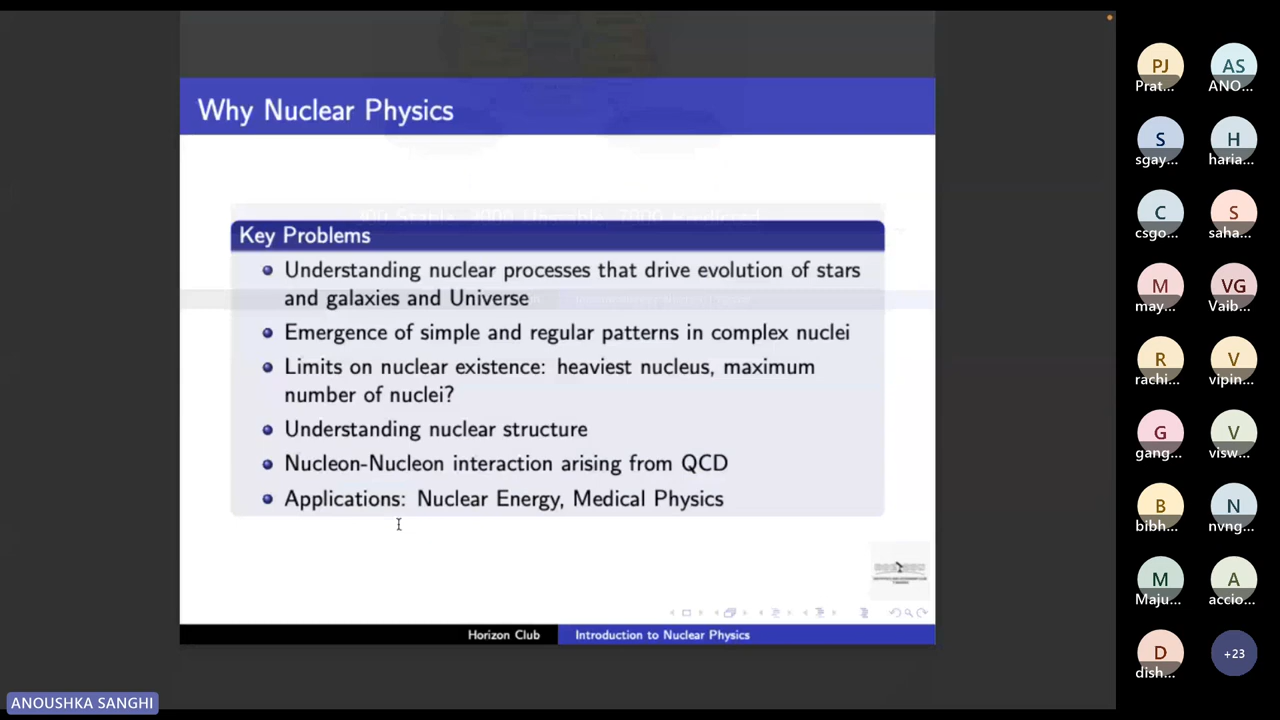 Why Nuclear Physics
Key Problems
Understanding nuclear processes that drive evolution of stars
and galaxies and Universe
Emergence of simple and regular patterns in complex nuclei
Limits on nuclear existence: heaviest nucleus, maximum
number of nuclei?
Understanding nuclear structure
Nucleon-Nucleon interaction arising from QCD
Applications: Nuclear Energy, Medical Physics
Horizon Club
Introduction to Nuclear Physics
ANOUSHKA SANGHI
PJ
Prat...
AS
ANO...
S
sgay...
H
haria...
C
csgo...
S
saha...
M
may...
VG
Vaib...
R
rachi...
V
vipin...
G
gang...
V
visw...
B
bibh...
N
nvng...
M
Maju...
A
accio...
D
dish...
+23